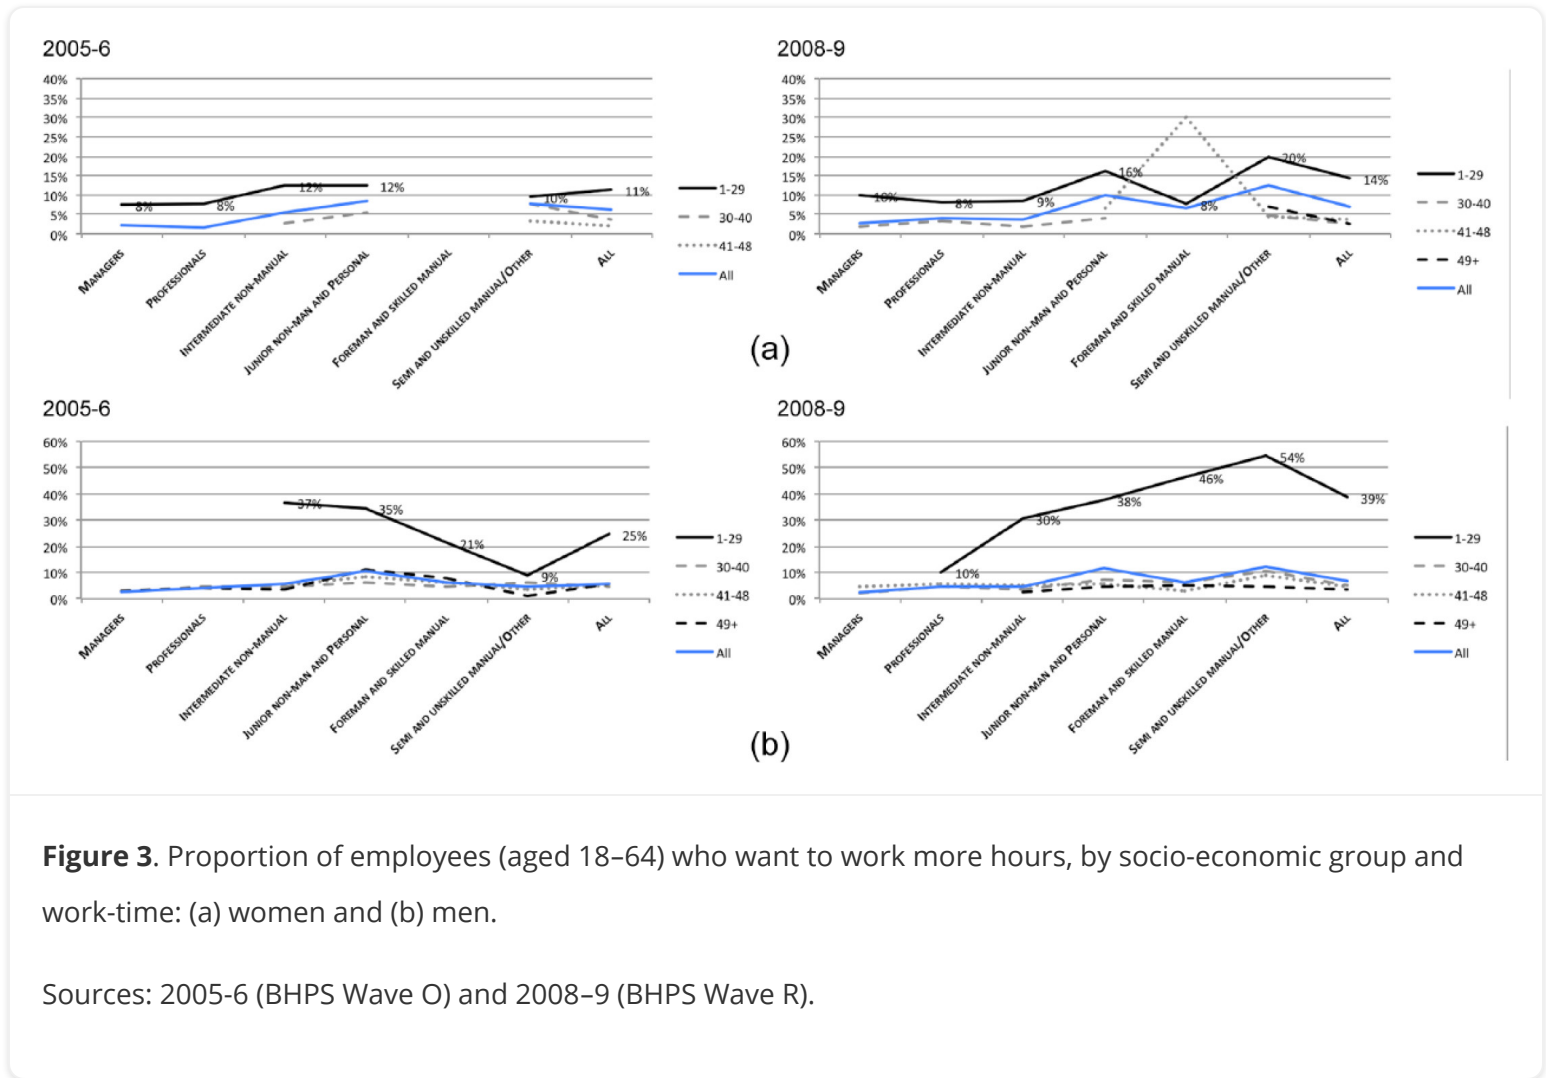 2005-6
40%
35%
30%
25%
20%
15%
10%
5%
0%
8%
8%
12%
12%
10%
11%
MANAGERS
PROFESSIONALS
INTERMEDIATE NON-MANUAL
JUNIOR NON-MAN AND PERSONAL
FOREMAN AND SKILLED MANUAL
SEMI AND UNSKILLED MANUAL/OTHER
ALL
1-29
30-40
41-48
All
2008-9
40%
35%
30%
25%
20%
15%
10%
5%
0%
10%
8%
9%
16%
8%
20%
14%
MANAGERS
PROFESSIONALS
INTERMEDIATE NON-MANUAL
JUNIOR NON-MAN AND PERSONAL
FOREMAN AND SKILLED MANUAL
SEMI AND UNSKILLED MANUAL/OTHER
ALL
1-29
30-40
41-48
49+
All
(a)
2005-6
60%
50%
40%
30%
20%
10%
0%
37%
35%
21%
9%
25%
MANAGERS
PROFESSIONALS
INTERMEDIATE NON-MANUAL
JUNIOR NON-MAN AND PERSONAL
FOREMAN AND SKILLED MANUAL
SEMI AND UNSKILLED MANUAL/OTHER
ALL
1-29
30-40
41-48
49+
All
2008-9
60%
50%
40%
30%
20%
10%
0%
10%
30%
38%
46%
54%
39%
MANAGERS
PROFESSIONALS
INTERMEDIATE NON-MANUAL
JUNIOR NON-MAN AND PERSONAL
FOREMAN AND SKILLED MANUAL
SEMI AND UNSKILLED MANUAL/OTHER
ALL
1-29
30-40
41-48
49+
All
(b)
Figure 3. Proportion of employees (aged 18–64) who want to work more hours, by socio-economic group and
work-time: (a) women and (b) men.
Sources: 2005-6 (BHPS Wave O) and 2008–9 (BHPS Wave R).